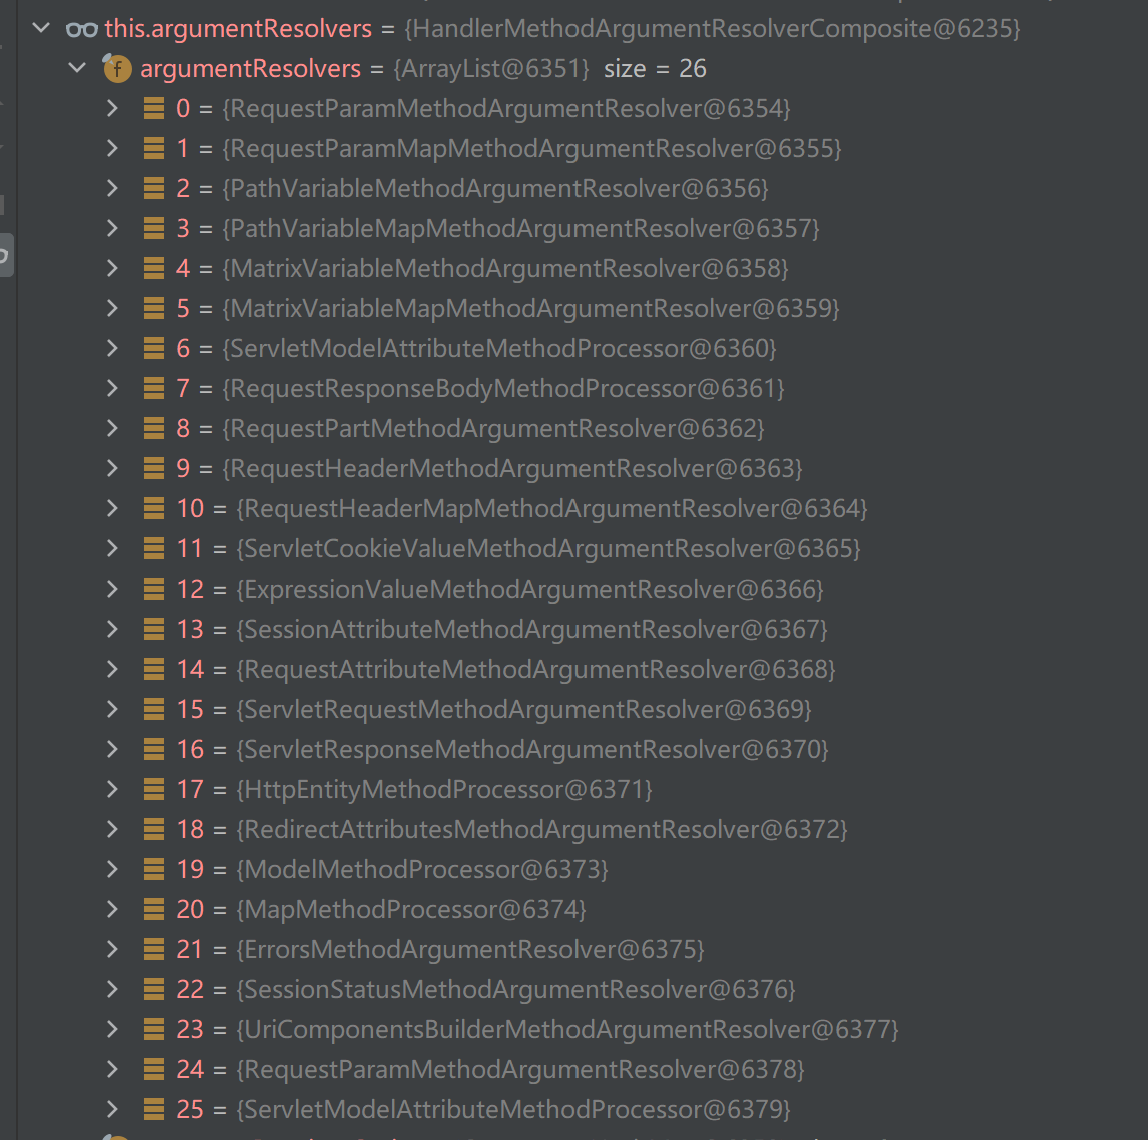 this.argumentResolvers = {HandlerMethodArgumentResolverComposite@6235}
f argumentResolvers = {ArrayList@6351} size = 26
0 = {RequestParamMethodArgumentResolver@6354}
1 = {RequestParamMapMethodArgumentResolver@6355}
2 = {PathVariableMethodArgumentResolver@6356}
3 = {PathVariableMapMethodArgumentResolver@6357}
4 = {MatrixVariableMethodArgumentResolver@6358}
5 = {MatrixVariableMapMethodArgumentResolver@6359}
6 = {ServletModelAttributeMethodProcessor@6360}
7 = {RequestResponseBodyMethodProcessor@6361}
8 = {RequestPartMethodArgumentResolver@6362}
9 = {RequestHeaderMethodArgumentResolver@6363}
10 = {RequestHeaderMapMethodArgumentResolver@6364}
11 = {ServletCookieValueMethodArgumentResolver@6365}
12 = {ExpressionValueMethodArgumentResolver@6366}
13 = {SessionAttributeMethodArgumentResolver@6367}
14 = {RequestAttributeMethodArgumentResolver@6368}
15 = {ServletRequestMethodArgumentResolver@6369}
16 = {ServletResponseMethodArgumentResolver@6370}
17 = {HttpEntityMethodProcessor@6371}
18 = {RedirectAttributesMethodArgumentResolver@6372}
19 = {ModelMethodProcessor@6373}
20 = {MapMethodProcessor@6374}
21 = {ErrorsMethodArgumentResolver@6375}
22 = {SessionStatusMethodArgumentResolver@6376}
23 = {UriComponentsBuilderMethodArgumentResolver@6377}
24 = {RequestParamMethodArgumentResolver@6378}
25 = {ServletModelAttributeMethodProcessor@6379}